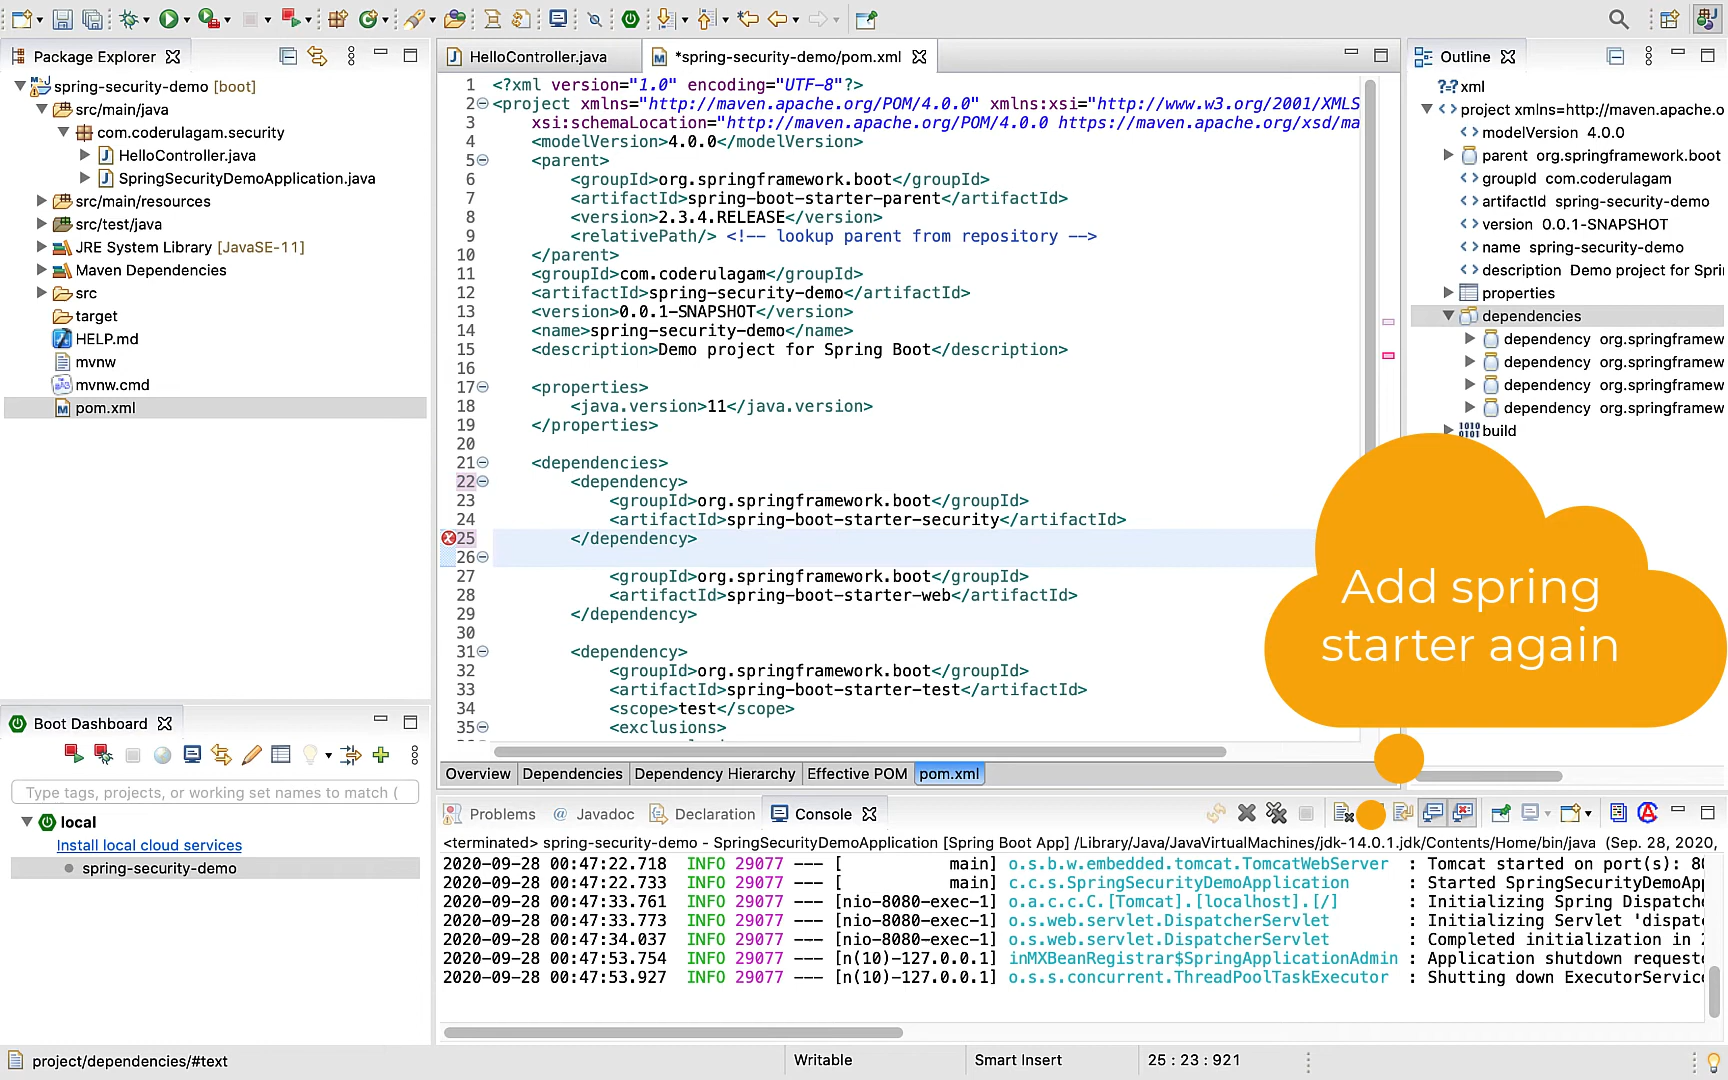 Package Explorer
spring-security-demo [boot]
src/main/java
com.coderulagam.security
HelloController.java
SpringSecurityDemoApplication.java
src/main/resources
src/test/java
JRE System Library [JavaSE-11]
Maven Dependencies
src
target
HELP.md
mvnw
mvnw.cmd
pom.xml
Boot Dashboard
Type tags, projects, or working set names to match (
local
Install local cloud services
spring-security-demo
HelloController.java
*spring-security-demo/pom.xml
1 <?xml version="1.0" encoding="UTF-8"?>
2 <project xmlns="http://maven.apache.org/POM/4.0.0" xmlns:xsi="http://www.w3.org/2001/XMLS
3 xsi:schemaLocation="http://maven.apache.org/POM/4.0.0 https://maven.apache.org/xsd/ma
4 <modelVersion>4.0.0</modelVersion>
5 <parent>
6 <groupId>org.springframework.boot</groupId>
7 <artifactId>spring-boot-starter-parent</artifactId>
8 <version>2.3.4.RELEASE</version>
9 <relativePath/> <!-- lookup parent from repository -->
10 </parent>
11 <groupId>com.coderulagam</groupId>
12 <artifactId>spring-security-demo</artifactId>
13 <version>0.0.1-SNAPSHOT</version>
14 <name>spring-security-demo</name>
15 <description>Demo project for Spring Boot</description>
16
17 <properties>
18 <java.version>11</java.version>
19 </properties>
20
21 <dependencies>
22 <dependency>
23 <groupId>org.springframework.boot</groupId>
24 <artifactId>spring-boot-starter-security</artifactId>
25 </dependency>
26
27 <groupId>org.springframework.boot</groupId>
28 <artifactId>spring-boot-starter-web</artifactId>
29 </dependency>
30
31 <dependency>
32 <groupId>org.springframework.boot</groupId>
33 <artifactId>spring-boot-starter-test</artifactId>
34 <scope>test</scope>
35 <exclusions>
Overview Dependencies Dependency Hierarchy Effective POM pom.xml
Outline
?-? xml
project xmlns=http://maven.apache.o
modelVersion 4.0.0
parent org.springframework.boot
groupId com.coderulagam
artifactId spring-security-demo
version 0.0.1-SNAPSHOT
name spring-security-demo
description Demo project for Spri
properties
dependencies
dependency org.springframew
dependency org.springframew
dependency org.springframew
dependency org.springframew
build
Add spring
starter again
Problems @ Javadoc Declaration Console
<terminated> spring-security-demo - SpringSecurityDemoApplication [Spring Boot App] /Library/Java/JavaVirtualMachines/jdk-14.0.1.jdk/Contents/Home/bin/java (Sep. 28, 2020,
2020-09-28 00:47:22.718 INFO 29077 --- [ main] o.s.b.w.embedded.tomcat.TomcatWebServer : Tomcat started on port(s): 80
2020-09-28 00:47:22.733 INFO 29077 --- [ main] c.c.s.SpringSecurityDemoApplication : Started SpringSecurityDemoApp
2020-09-28 00:47:33.761 INFO 29077 --- [nio-8080-exec-1] o.a.c.c.C.[Tomcat].[localhost].[/] : Initializing Spring Dispatche
2020-09-28 00:47:33.773 INFO 29077 --- [nio-8080-exec-1] o.s.web.servlet.DispatcherServlet : Initializing Servlet 'dispatc
2020-09-28 00:47:34.037 INFO 29077 --- [nio-8080-exec-1] o.s.web.servlet.DispatcherServlet : Completed initialization in 2
2020-09-28 00:47:53.754 INFO 29077 --- [n(10)-127.0.0.1] inMXBeanRegistrar$SpringApplicationAdmin : Application shutdown requeste
2020-09-28 00:47:53.927 INFO 29077 --- [n(10)-127.0.0.1] o.s.s.concurrent.ThreadPoolTaskExecutor : Shutting down ExecutorService
project/dependencies/#text
Writable
Smart Insert
25 : 23 : 921